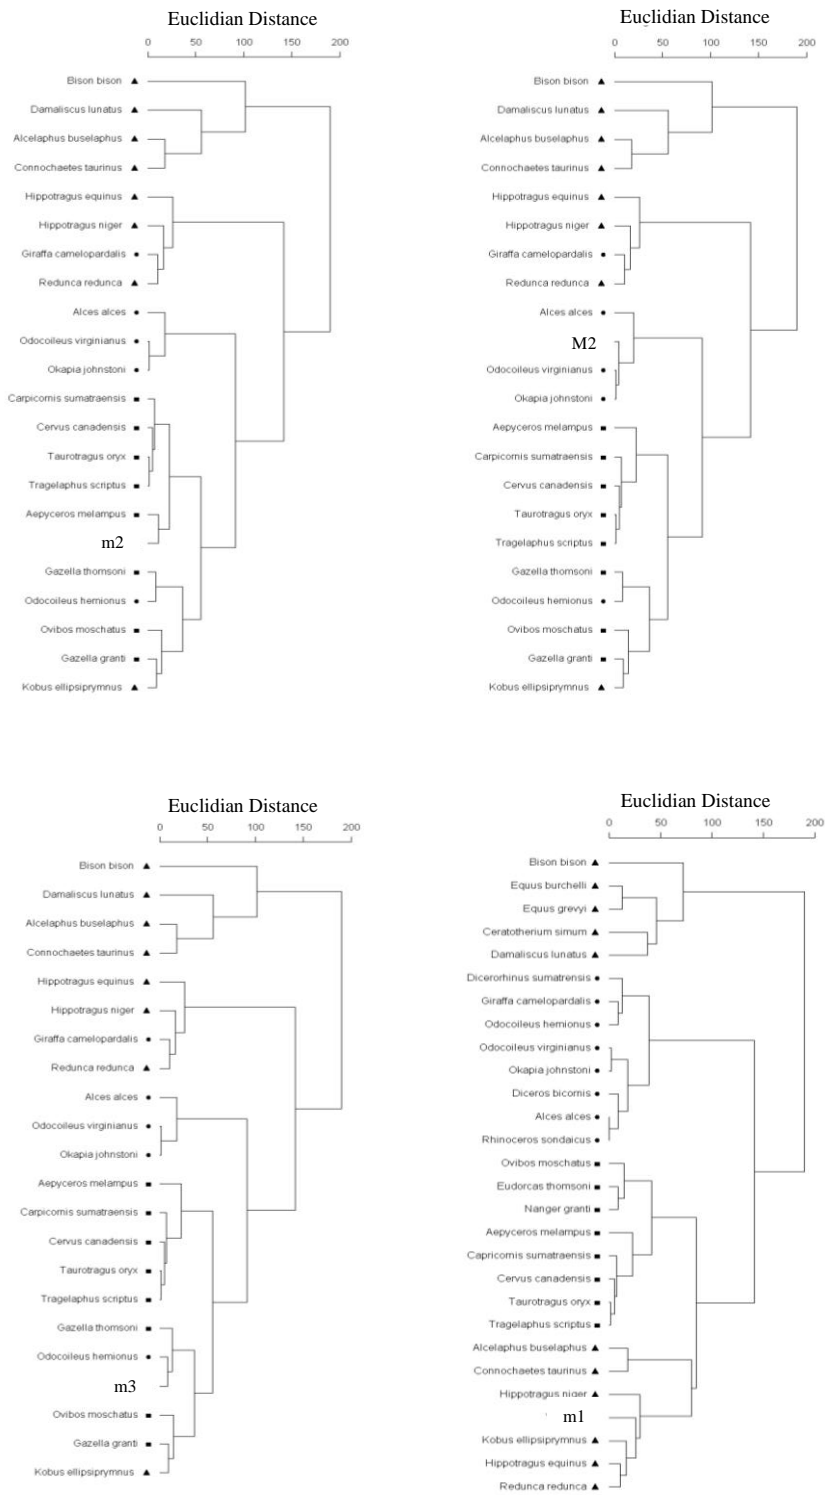 Euclidian Distance
0 50 100 150 200
Bison bison
Damaliscus lunatus
Alcelaphus buselaphus
Connochaetes taurinus
Hippotragus equinus
Hippotragus niger
Giraffa camelopardalis
Redunca redunca
Alces alces
Odocoileus virginianus
Okapia johnstoni
Carpicornis sumatraensis
Cervus canadensis
Taurotragus oryx
Tragelaphus scriptus
Aepyceros melampus
m2
Gazella thomsoni
Odocoileus hemionus
Ovibos moschatus
Gazella granti
Kobus ellipsiprymnus
Euclidian Distance
0 50 100 150 200
Bison bison
Damaliscus lunatus
Alcelaphus buselaphus
Connochaetes taurinus
Hippotragus equinus
Hippotragus niger
Giraffa camelopardalis
Redunca redunca
Alces alces
M2
Odocoileus virginianus
Okapia johnstoni
Aepyceros melampus
Carpicornis sumatraensis
Cervus canadensis
Taurotragus oryx
Tragelaphus scriptus
Gazella thomsoni
Odocoileus hemionus
Ovibos moschatus
Gazella granti
Kobus ellipsiprymnus
Euclidian Distance
0 50 100 150 200
Bison bison
Damaliscus lunatus
Alcelaphus buselaphus
Connochaetes taurinus
Hippotragus equinus
Hippotragus niger
Giraffa camelopardalis
Redunca redunca
Alces alces
Odocoileus virginianus
Okapia johnstoni
Aepyceros melampus
Carpicornis sumatraensis
Cervus canadensis
Taurotragus oryx
Tragelaphus scriptus
Gazella thomsoni
Odocoileus hemionus
m3
Ovibos moschatus
Gazella granti
Kobus ellipsiprymnus
Euclidian Distance
0 50 100 150 200
Bison bison
Equus burchelli
Equus grevyi
Ceratotherium simum
Damaliscus lunatus
Dicerorhinus sumatrensis
Giraffa camelopardalis
Odocoileus hemionus
Odocoileus virginianus
Okapia johnstoni
Diceros bicornis
Alces alces
Rhinoceros sondaicus
Ovibos moschatus
Eudorcas thomsoni
Nanger granti
Aepyceros melampus
Capricornis sumatraensis
Cervus canadensis
Taurotragus oryx
Tragelaphus scriptus
Alcelaphus buselaphus
Connochaetes taurinus
Hippotragus niger
m1
Kobus ellipsiprymnus
Hippotragus equinus
Redunca redunca